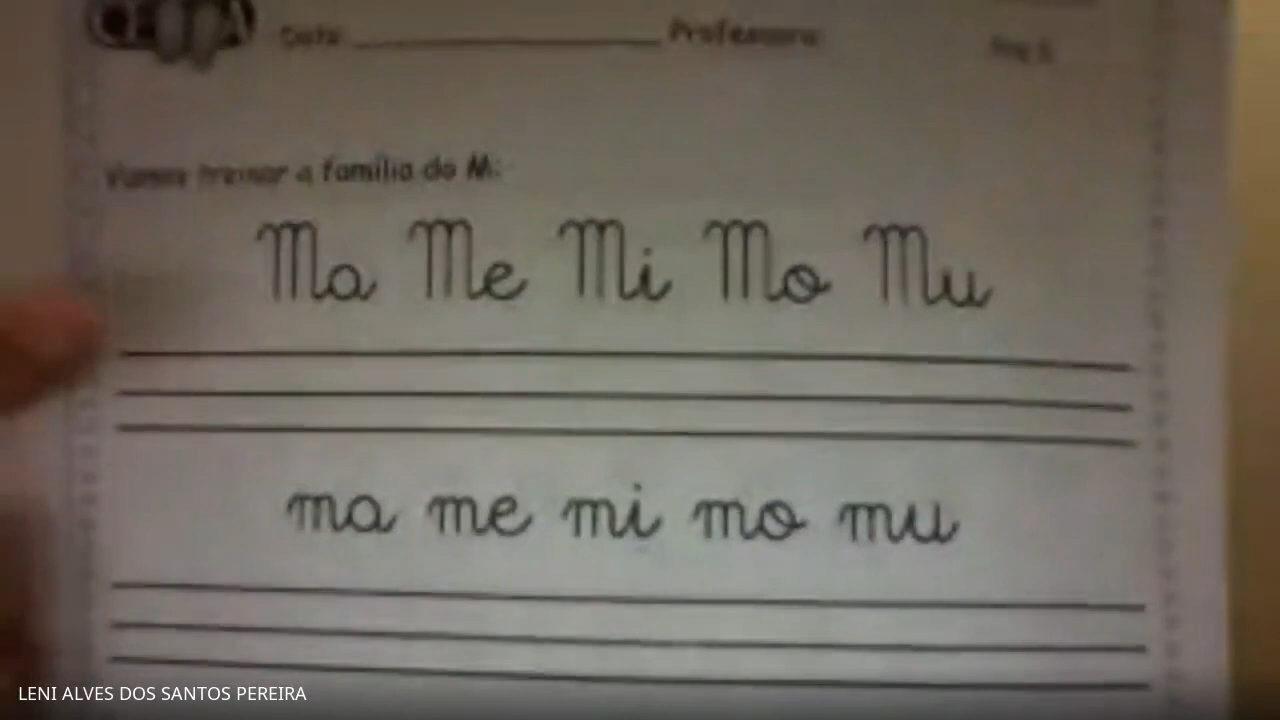 Data: Professora:
Vamos treinar a família do M:
Ma Me Mi Mo Mu
ma me mi mo mu
LENI ALVES DOS SANTOS PEREIRA